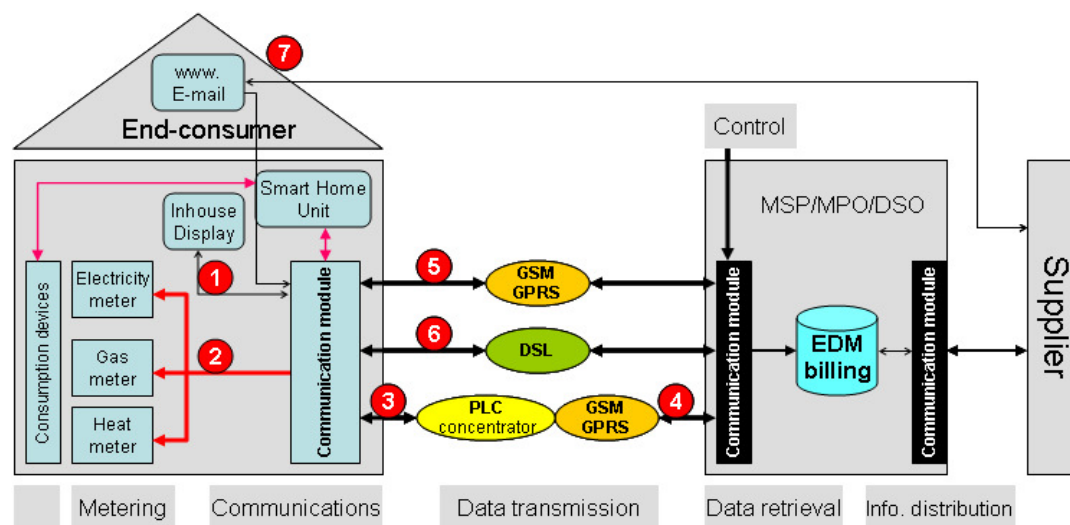 7
www.
E-mail
End-consumer
Control
Smart Home
Unit
Inhouse
Display
MSP/MPO/DSO
1
5
GSM
GPRS
Consumption devices
Electricity
meter
Communication module
Communication module
Communication module
Supplier
2
Gas
meter
6
DSL
EDM
billing
Heat
meter
3
PLC
concentrator
GSM
GPRS
4
Metering
Communications
Data transmission
Data retrieval
Info. distribution